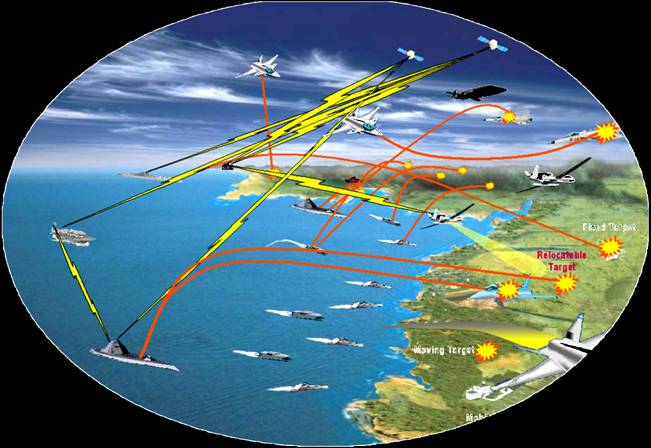 Fixed Target
Relocatable
Target
Moving Target